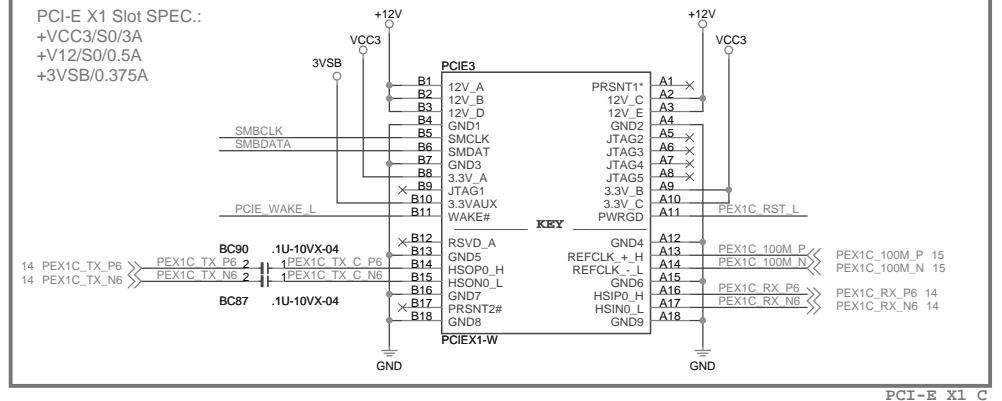 PCI-E X1 Slot SPEC.:
+VCC3/S0/3A
+V12/S0/0.5A
+3VSB/0.375A
+12V
VCC3
3VSB
+12V
VCC3
PCIE3
B1 12V_A PRSNT1* A1
B2 12V_B 12V_C A2
B3 12V_D 12V_E A3
B4 GND1 GND2 A4
SMBCLK B5 SMCLK JTAG2 A5
SMBDATA B6 SMDAT JTAG3 A6
B7 GND3 JTAG4 A7
B8 3.3V_A JTAG5 A8
B9 JTAG1 3.3V_B A9
B10 3.3VAUX 3.3V_C A10
PCIE_WAKE_L B11 WAKE# PWRGD A11 PEX1C_RST_L
KEY
B12 RSVD_A GND4 A12
B13 GND5 REFCLK_+_H A13 PEX1C_100M_P PEX1C_100M_P 15
BC90 .1U-10VX-04
14 PEX1C_TX_P6 PEX1C_TX_P6 2 1 PEX1C_TX_C_P6 B14 HSOP0_H REFCLK_-_L A14 PEX1C_100M_N PEX1C_100M_N 15
14 PEX1C_TX_N6 PEX1C_TX_N6 2 1 PEX1C_TX_C_N6 B15 HSON0_L GND6 A15
BC87 .1U-10VX-04
B16 GND7 HSIP0_H A16 PEX1C_RX_P6 PEX1C_RX_P6 14
B17 PRSNT2# HSIN0_L A17 PEX1C_RX_N6 PEX1C_RX_N6 14
B18 GND8 GND9 A18
PCIEX1-W
GND
GND
PCI-E X1 C